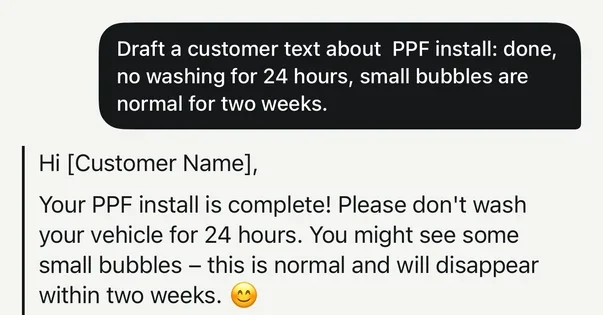 Draft a customer text about  PPF install: done,
no washing for 24 hours, small bubbles are
normal for two weeks.
Hi [Customer Name],
Your PPF install is complete! Please don't wash
your vehicle for 24 hours. You might see some
small bubbles – this is normal and will disappear
within two weeks. 😊